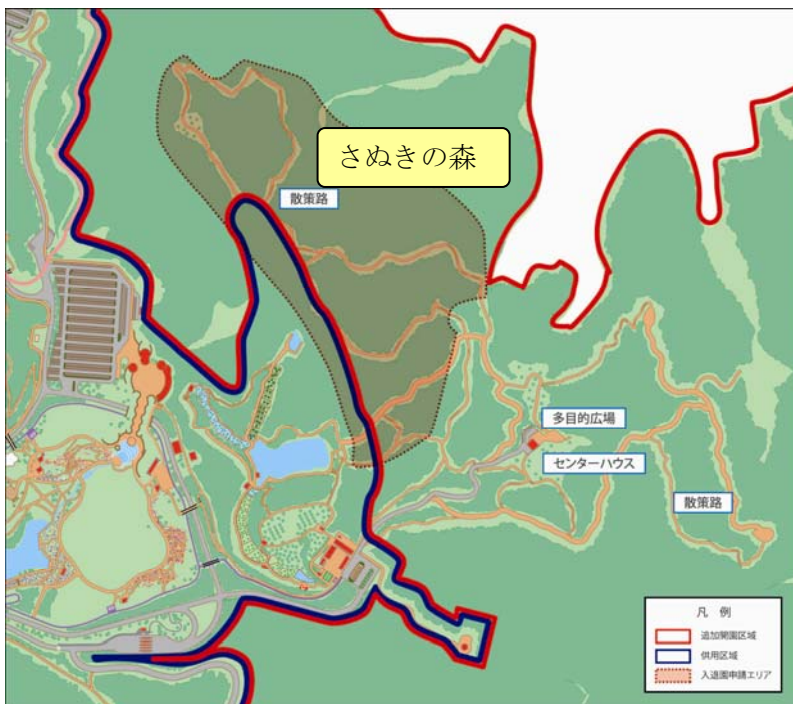 さぬきの森
散策路
多目的広場
センターハウス
散策路
凡 例
追加開園区域
供用区域
入退園申請エリア